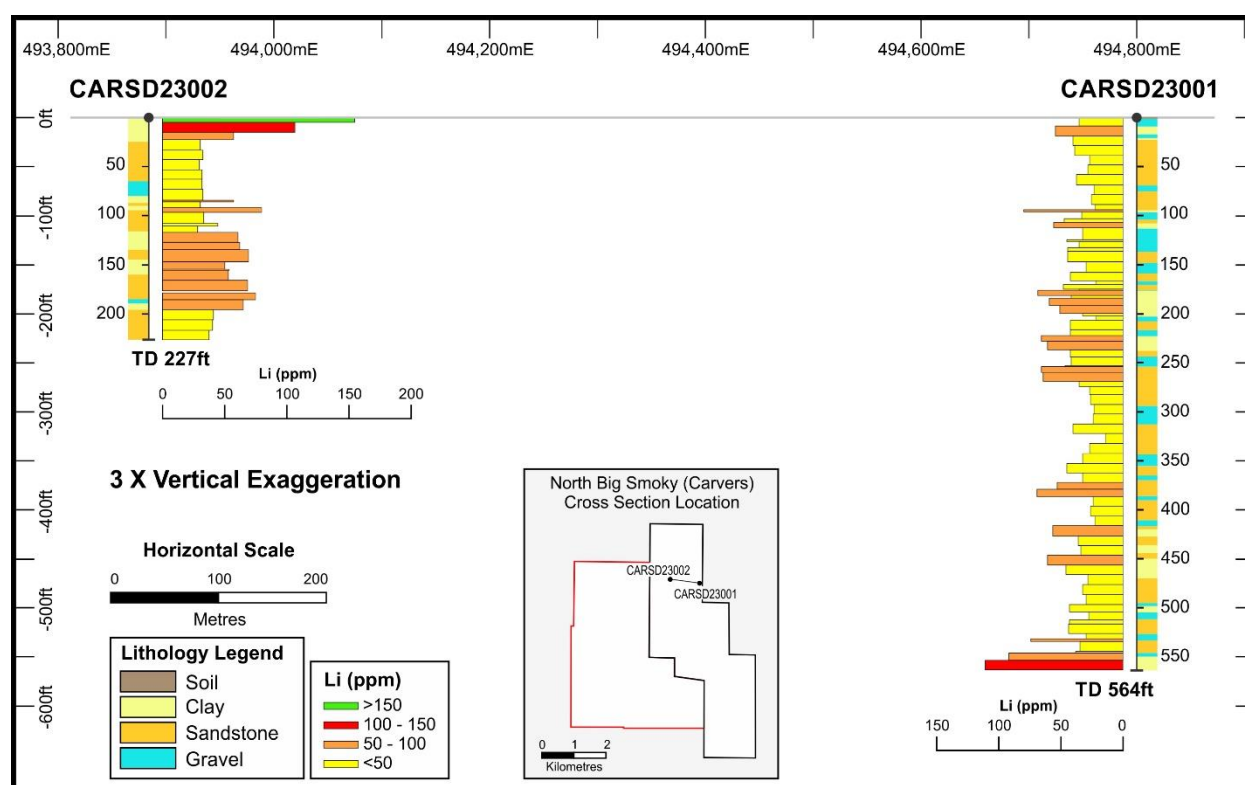 493,800mE 494,000mE 494,200mE 494,400mE 494,600mE 494,800mE
CARSD23002
CARSD23001
0ft
-100ft
-200ft
-300ft
-400ft
-500ft
-600ft
50
100
150
200
TD 227ft
Li (ppm)
0 50 100 150 200
50
100
150
200
250
300
350
400
450
500
550
TD 564ft
Li (ppm)
150 100 50 0
3 X Vertical Exaggeration
Horizontal Scale
0 100 200
Metres
Lithology Legend
Soil
Clay
Sandstone
Gravel
Li (ppm)
>150
100 - 150
50 - 100
<50
North Big Smoky (Carvers)
Cross Section Location
CARSD23002
CARSD23001
0 1 2
Kilometres